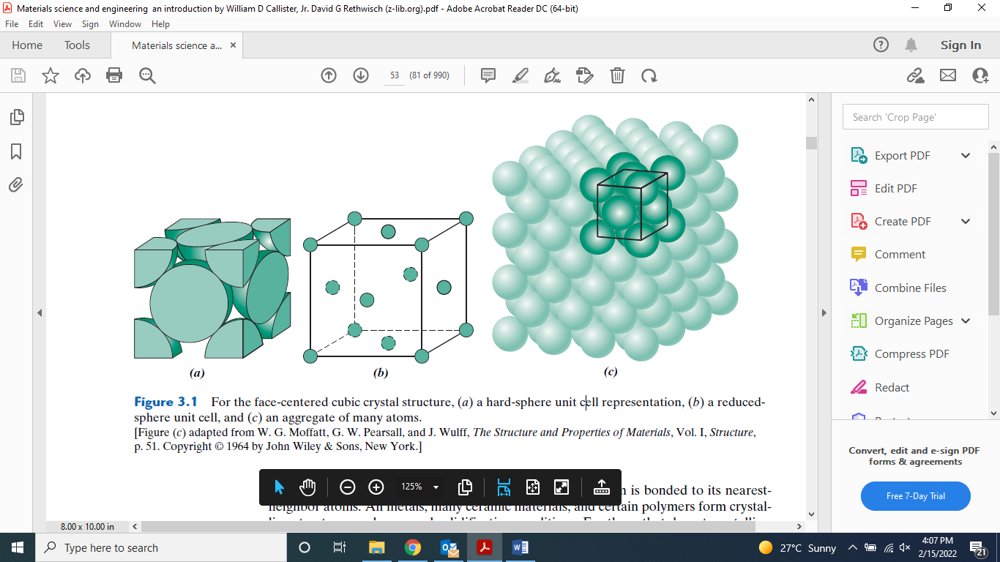 Materials science and engineering an introduction by William D Callister, Jr. David G Rethwisch (z-lib.org).pdf - Adobe Acrobat Reader DC (64-bit)
File Edit View Sign Window Help
Home Tools Materials science a... Sign In
53 (81 of 990)
Search 'Crop Page'
Export PDF
Edit PDF
Create PDF
Comment
Combine Files
Organize Pages
Compress PDF
Redact
Convert, edit and e-sign PDF
forms & agreements
Free 7-Day Trial
(a) (b) (c)
Figure 3.1 For the face-centered cubic crystal structure, (a) a hard-sphere unit cell representation, (b) a reduced-
sphere unit cell, and (c) an aggregate of many atoms.
[Figure (c) adapted from W. G. Moffatt, G. W. Pearsall, and J. Wulff, The Structure and Properties of Materials, Vol. I, Structure,
p. 51. Copyright © 1964 by John Wiley & Sons, New York.]
125%
is bonded to its nearest-
neighbor atoms. All metals, many ceramic materials, and certain polymers form crystal-
8.00 x 10.00 in
Type here to search
27°C Sunny
4:07 PM
2/15/2022
21